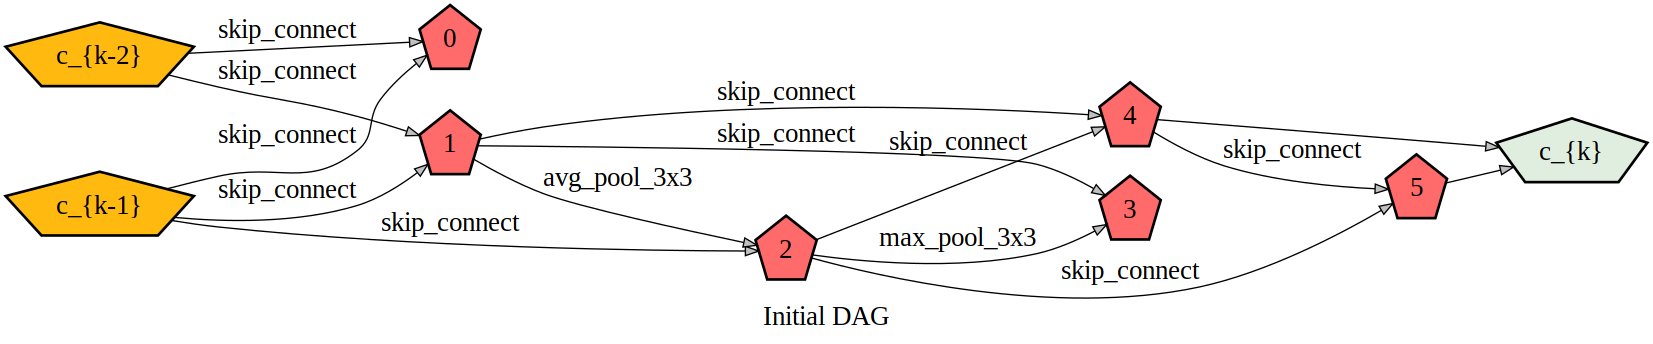 c_{k-2}
skip_connect
0
skip_connect
skip_connect
c_{k-1}
skip_connect
skip_connect
1
avg_pool_3x3
skip_connect
skip_connect
skip_connect
2
max_pool_3x3
skip_connect
4
3
skip_connect
5
c_{k}
Initial DAG